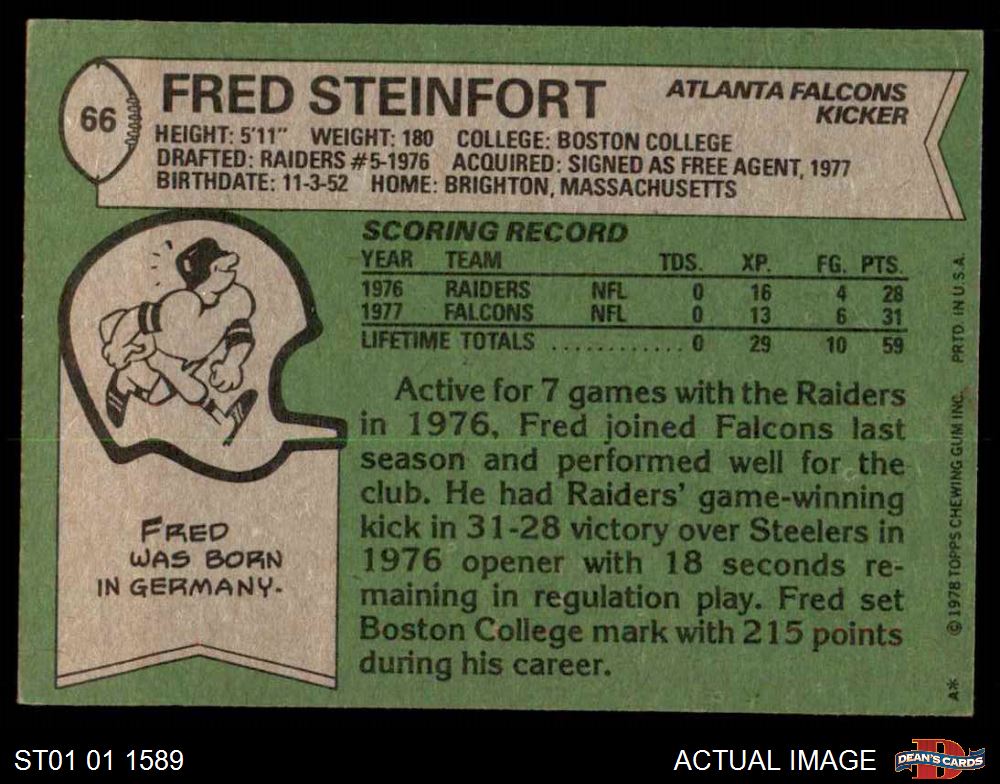 66
FRED STEINFORT
ATLANTA FALCONS
KICKER
HEIGHT: 5'11" WEIGHT: 180 COLLEGE: BOSTON COLLEGE
DRAFTED: RAIDERS #5-1976 ACQUIRED: SIGNED AS FREE AGENT, 1977
BIRTHDATE: 11-3-52 HOME: BRIGHTON, MASSACHUSETTS
SCORING RECORD
YEAR TEAM TDS. XP. FG. PTS.
1976 RAIDERS NFL 0 16 4 28
1977 FALCONS NFL 0 13 6 31
LIFETIME TOTALS ............ 0 29 10 59
Active for 7 games with the Raiders
in 1976, Fred joined Falcons last
season and performed well for the
club. He had Raiders' game-winning
kick in 31-28 victory over Steelers in
1976 opener with 18 seconds re-
maining in regulation play. Fred set
Boston College mark with 215 points
during his career.
FRED
WAS BORN
IN GERMANY.
A* © 1978 TOPPS CHEWING GUM INC. PRTD. IN U.S.A.
ST01 01 1589
ACTUAL IMAGE
D
DEAN'S CARDS